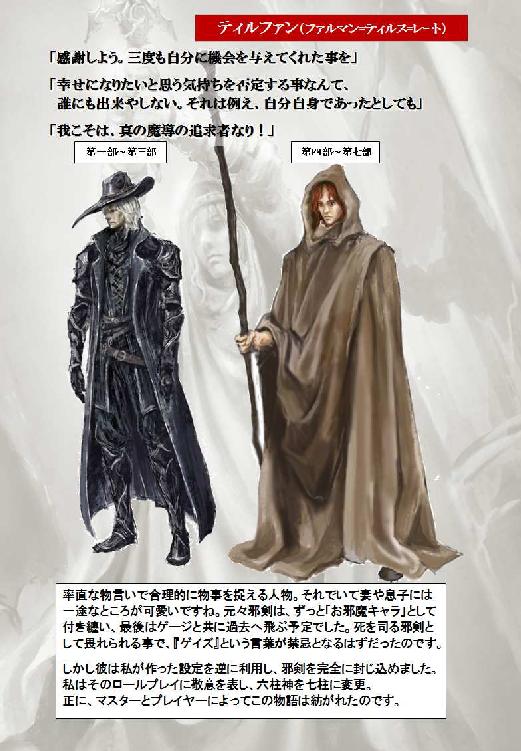 ティルファン(ファルマン=ティルス=レート)
「感謝しよう。三度も自分に機会を与えてくれた事を」
「幸せになりたいと思う気持ちを否定する事なんて、
誰にも出来やしない。それは例え、自分自身であったとしても」
「我こそは、真の魔導の追求者なり！」
第一部～第三部
第四部～第七部
率直な物言いで合理的に物事を捉える人物。それでいて妻や息子には
一途なところが可愛いですね。元々邪剣は、ずっと「お邪魔キャラ」として
付き纏い、最後はゲージと共に過去へ飛ぶ予定でした。死を司る邪剣と
して畏れられる事で、『ゲイズ』という言葉が禁忌となるはずだったのです。
しかし彼は私が作った設定を逆に利用し、邪剣を完全に封じ込めました。
私はそのロールプレイに敬意を表し、六柱神を七柱に変更。
正に、マスターとプレイヤーによってこの物語は紡がれたのです。